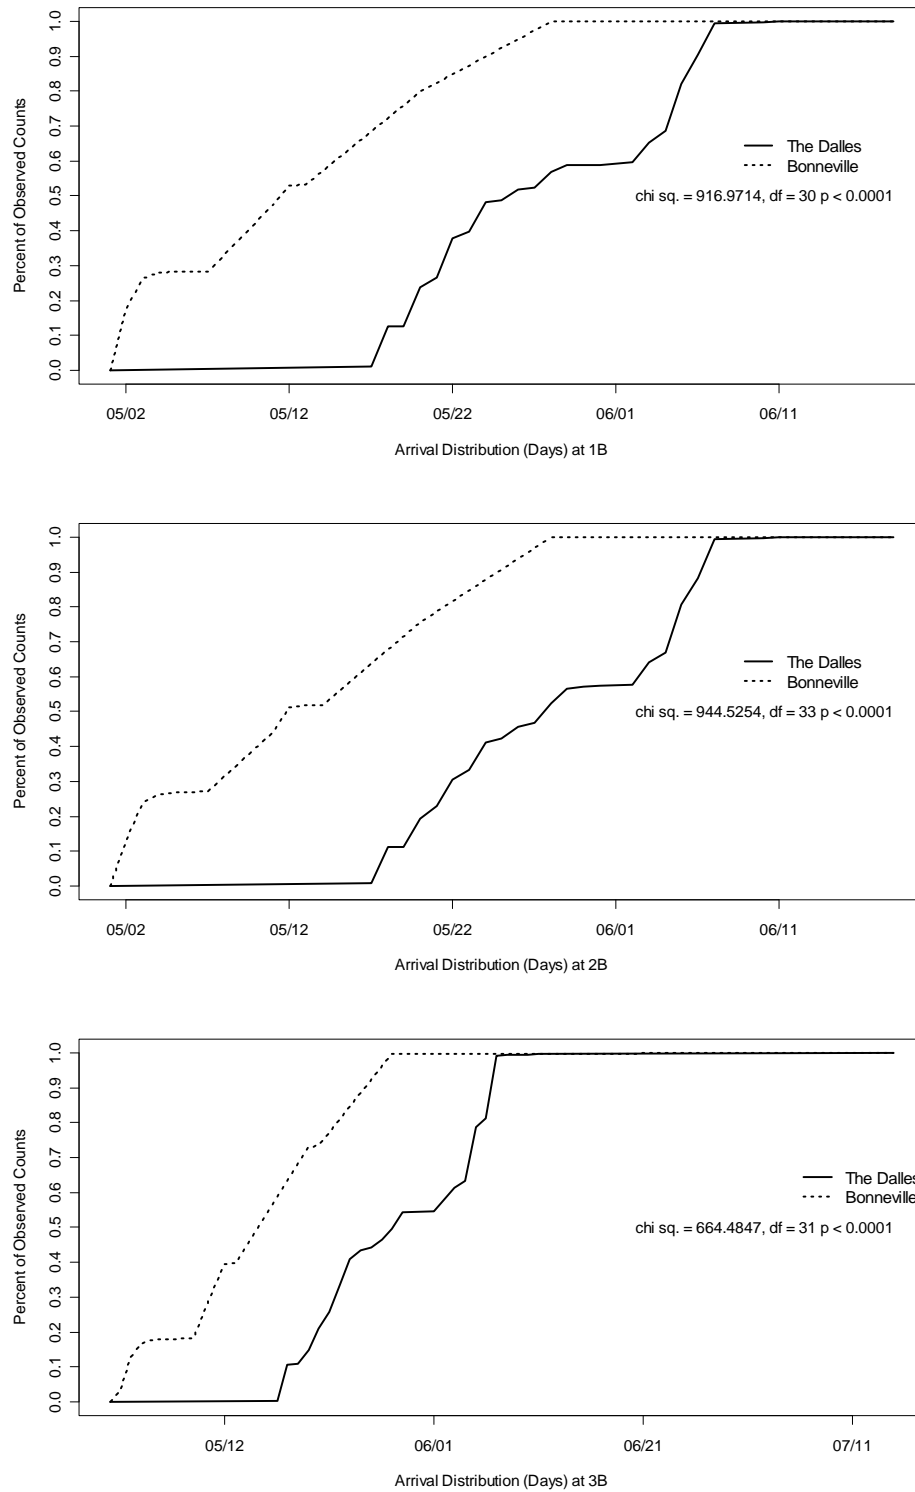 Percent of Observed Counts
1.0
0.9
0.8
0.7
0.6
0.5
0.4
0.3
0.2
0.1
0.0
The Dalles
Bonneville
chi sq. = 916.9714, df = 30 p < 0.0001
05/02 05/12 05/22 06/01 06/11
Arrival Distribution (Days) at 1B
Percent of Observed Counts
1.0
0.9
0.8
0.7
0.6
0.5
0.4
0.3
0.2
0.1
0.0
The Dalles
Bonneville
chi sq. = 944.5254, df = 33 p < 0.0001
05/02 05/12 05/22 06/01 06/11
Arrival Distribution (Days) at 2B
Percent of Observed Counts
1.0
0.9
0.8
0.7
0.6
0.5
0.4
0.3
0.2
0.1
0.0
The Dalles
Bonneville
chi sq. = 664.4847, df = 31 p < 0.0001
05/12 06/01 06/21 07/11
Arrival Distribution (Days) at 3B